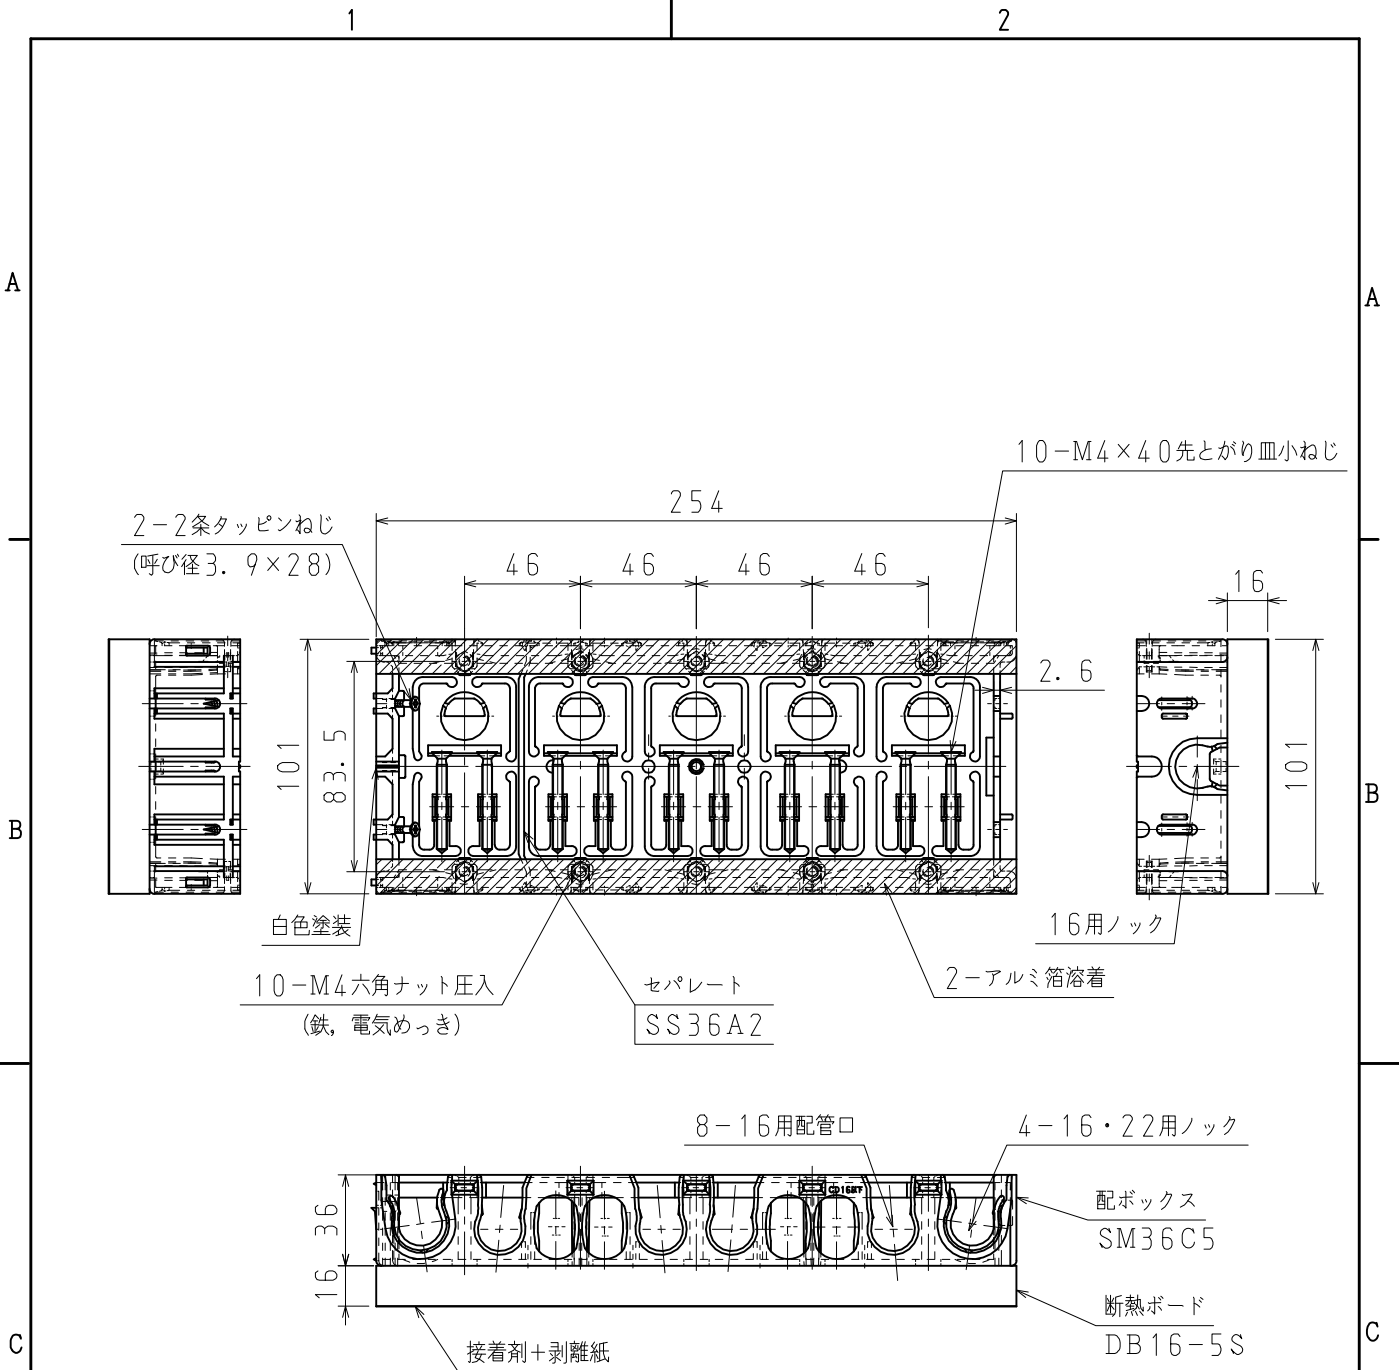 1
2
A
A
10-M4×40先とがり皿小ねじ
254
2-2条タッピンねじ
(呼び径3.9×28)
46
46
46
46
16
2.6
101
83.5
101
B
B
白色塗装
16用ノック
10-M4六角ナット圧入
(鉄, 電気めっき)
セパレート
SS36A2
2-アルミ箔溶着
8-16用配管口
4-16・22用ノック
36
16
配ボックス
SM36C5
断熱ボード
DB16-5S
接着剤+剥離紙
C
C